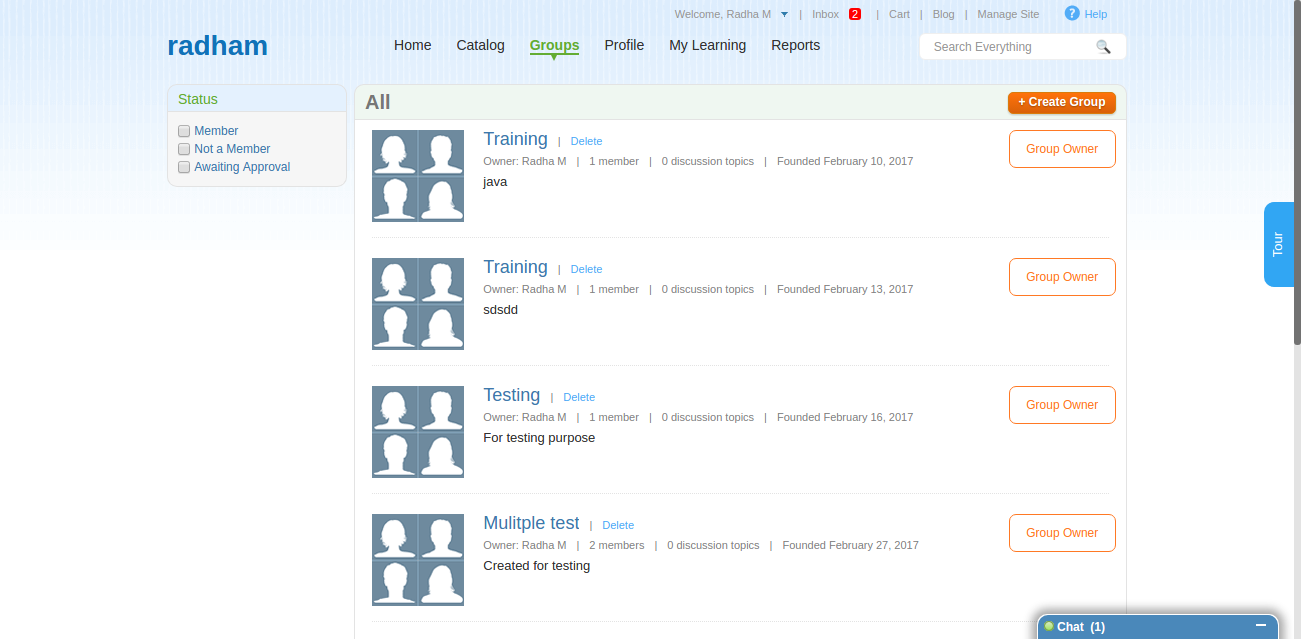 Welcome, Radha M | Inbox 2 | Cart | Blog | Manage Site ? Help
radham
Home Catalog Groups Profile My Learning Reports
Search Everything
Status
Member
Not a Member
Awaiting Approval
All
+ Create Group
Training | Delete
Owner: Radha M | 1 member | 0 discussion topics | Founded February 10, 2017
java
Group Owner
Training | Delete
Owner: Radha M | 1 member | 0 discussion topics | Founded February 13, 2017
sdsdd
Group Owner
Testing | Delete
Owner: Radha M | 1 member | 0 discussion topics | Founded February 16, 2017
For testing purpose
Group Owner
Mulitple test | Delete
Owner: Radha M | 2 members | 0 discussion topics | Founded February 27, 2017
Created for testing
Group Owner
Tour
Chat (1)